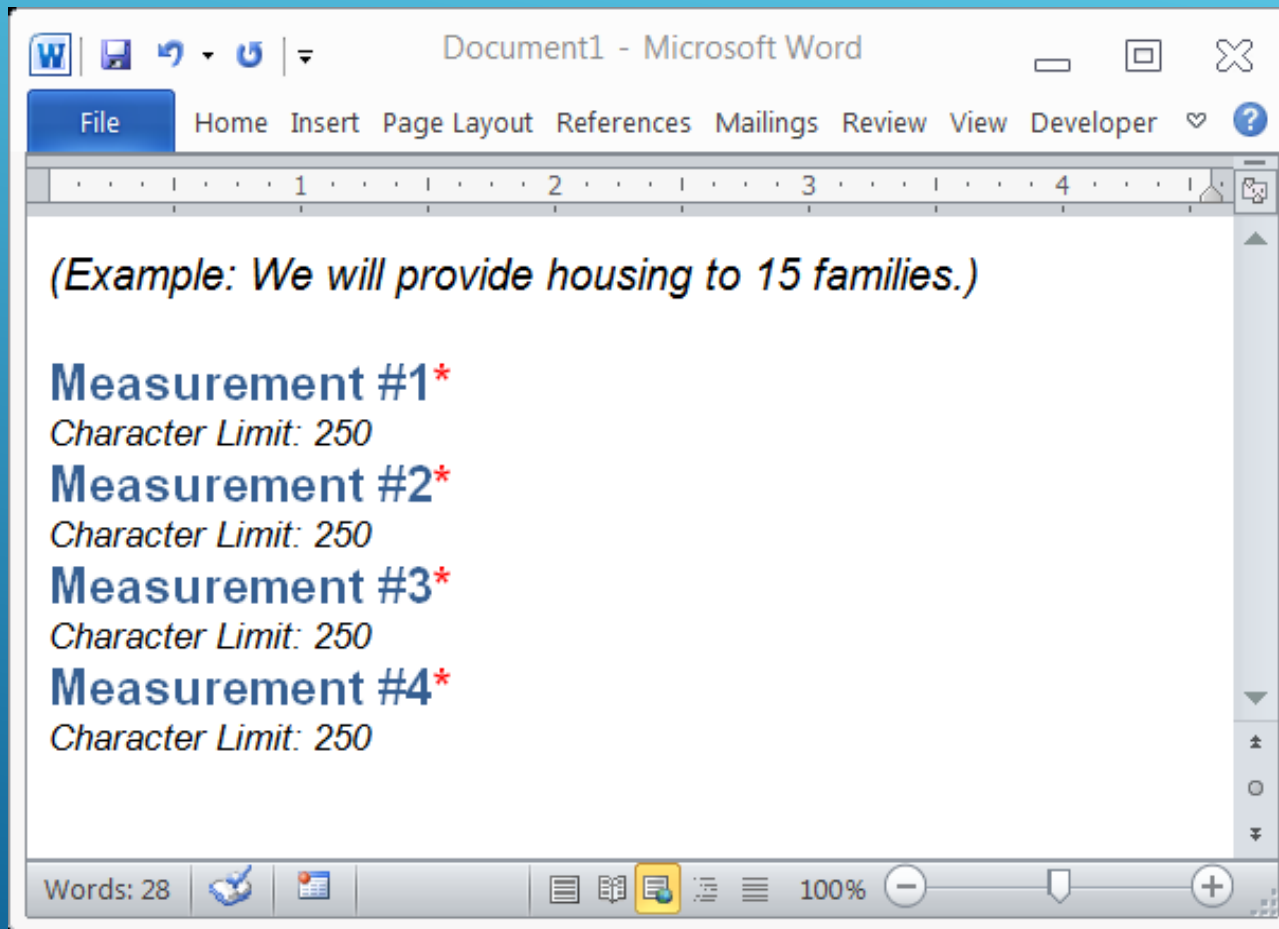 W
Document1 - Microsoft Word
File Home Insert Page Layout References Mailings Review View Developer ?
1 2 3 4
(Example: We will provide housing to 15 families.)
Measurement #1*
Character Limit: 250
Measurement #2*
Character Limit: 250
Measurement #3*
Character Limit: 250
Measurement #4*
Character Limit: 250
Words: 28 100%